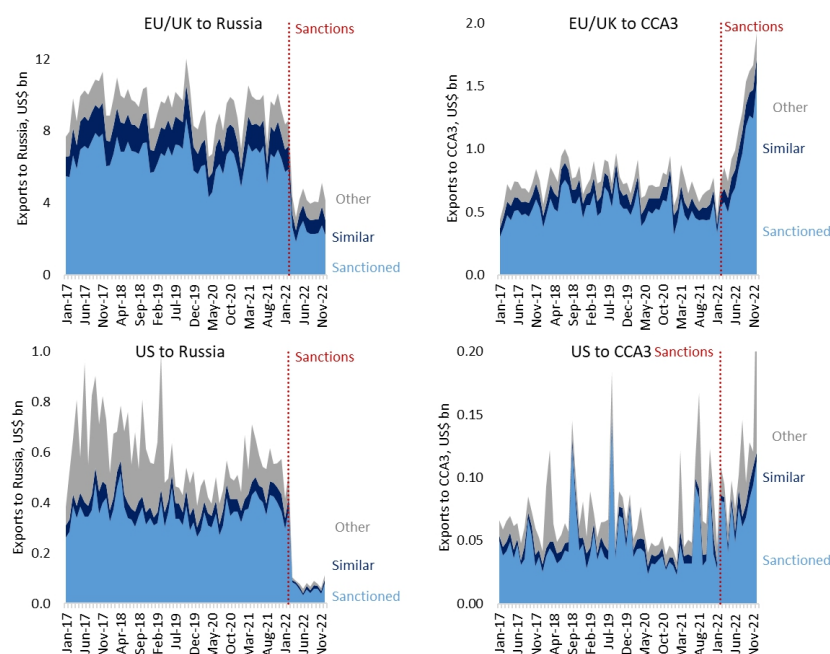 EU/UK to Russia
Sanctions
Exports to Russia, US$ bn
12
8
4
0
Other
Similar
Sanctioned
Jan-17
Jun-17
Nov-17
Apr-18
Sep-18
Feb-19
Jul-19
Dec-19
May-20
Oct-20
Mar-21
Aug-21
Jan-22
Jun-22
Nov-22
EU/UK to CCA3
Sanctions
Exports to CCA3, US$ bn
2.0
1.5
1.0
0.5
0.0
Other
Similar
Sanctioned
Jan-17
Jun-17
Nov-17
Apr-18
Sep-18
Feb-19
Jul-19
Dec-19
May-20
Oct-20
Mar-21
Aug-21
Jan-22
Jun-22
Nov-22
US to Russia
Sanctions
Exports to Russia, US$ bn
1.0
0.8
0.6
0.4
0.2
0.0
Other
Similar
Sanctioned
Jan-17
Jun-17
Nov-17
Apr-18
Sep-18
Feb-19
Jul-19
Dec-19
May-20
Oct-20
Mar-21
Aug-21
Jan-22
Jun-22
Nov-22
US to CCA3
Sanctions
Exports to CCA3, US$ bn
0.20
0.15
0.10
0.05
0.00
Other
Similar
Sanctioned
Jan-17
Jun-17
Nov-17
Apr-18
Sep-18
Feb-19
Jul-19
Dec-19
May-20
Oct-20
Mar-21
Aug-21
Jan-22
Jun-22
Nov-22